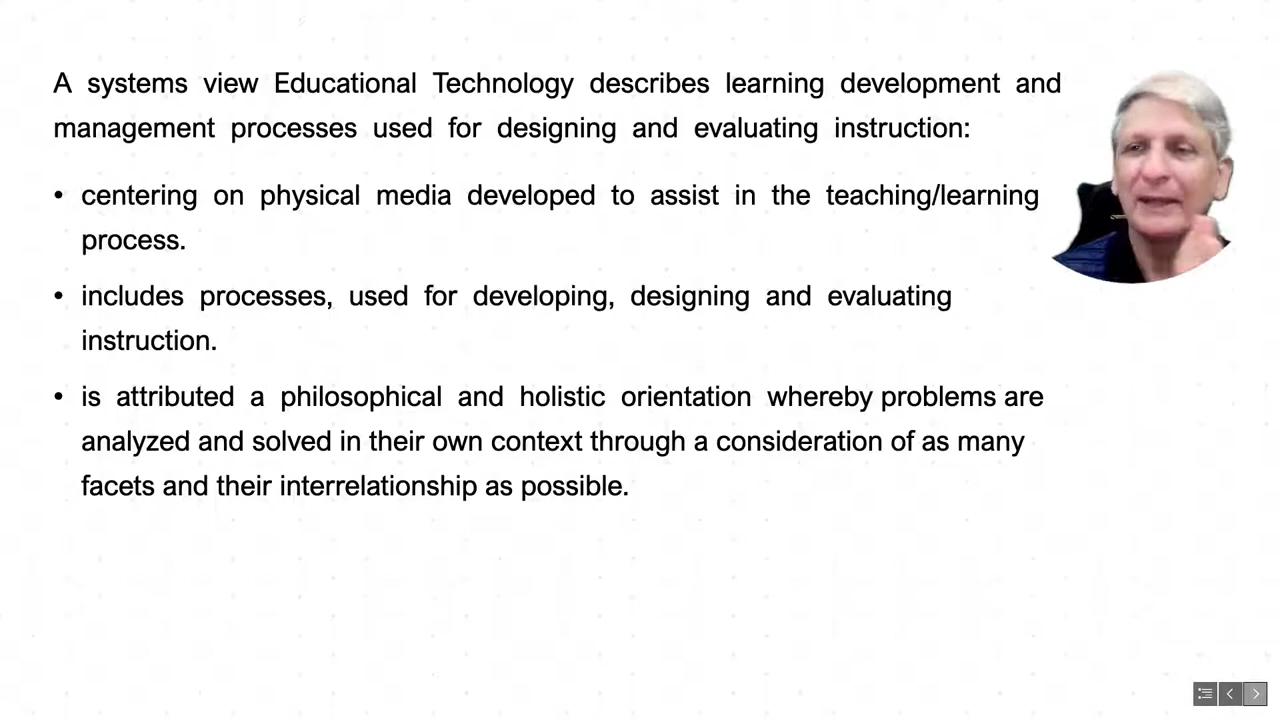 A systems view Educational Technology describes learning development and
management processes used for designing and evaluating instruction:
• centering on physical media developed to assist in the teaching/learning
process.
• includes processes, used for developing, designing and evaluating
instruction.
• is attributed a philosophical and holistic orientation whereby problems are
analyzed and solved in their own context through a consideration of as many
facets and their interrelationship as possible.